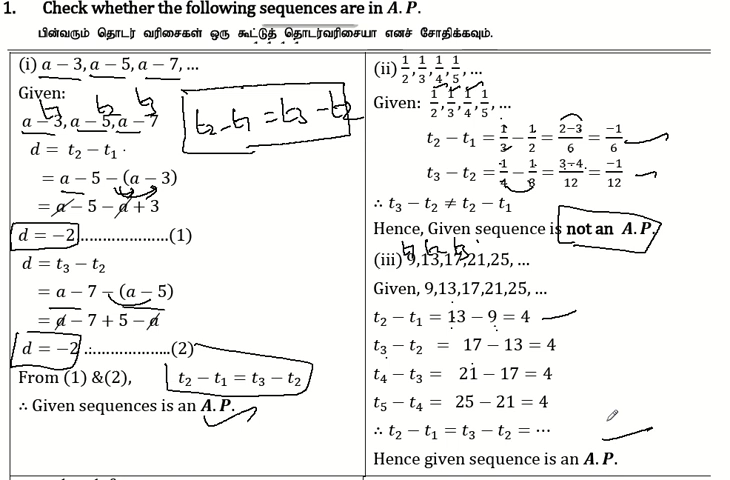 1. Check whether the following sequences are in A. P.
பின்வரும் தொடர் வரிசைகள் ஒரு கூட்டுத் தொடர்வரிசையா எனச் சோதிக்கவும்.
(i) a − 3, a − 5, a − 7, ...
Given:
t₁ t₂ t₃
a − 3, a − 5, a − 7
t₂ − t₁ = t₃ − t₂
d = t₂ − t₁
= a − 5 − (a − 3)
= a − 5 − a + 3
d = −2 .....................(1)
d = t₃ − t₂
= a − 7 − (a − 5)
= a − 7 + 5 − a
d = −2 .....................(2)
From (1) &(2), t₂ − t₁ = t₃ − t₂
∴ Given sequences is an A. P.
(ii) 1/2, 1/3, 1/4, 1/5, ...
Given: 1/2, 1/3, 1/4, 1/5, ...
t₂ − t₁ = 1/3 − 1/2 = 2−3/6 = −1/6
t₃ − t₂ = 1/4 − 1/3 = 3−4/12 = −1/12
∴ t₃ − t₂ ≠ t₂ − t₁
Hence, Given sequence is not an A. P.
t₁ t₂ t₃
(iii) 9,13,17,21,25, ...
Given, 9,13,17,21,25, ...
t₂ − t₁ = 13 − 9 = 4
t₃ − t₂ = 17 − 13 = 4
t₄ − t₃ = 21 − 17 = 4
t₅ − t₄ = 25 − 21 = 4
∴ t₂ − t₁ = t₃ − t₂ = ⋯
Hence given sequence is an A. P.